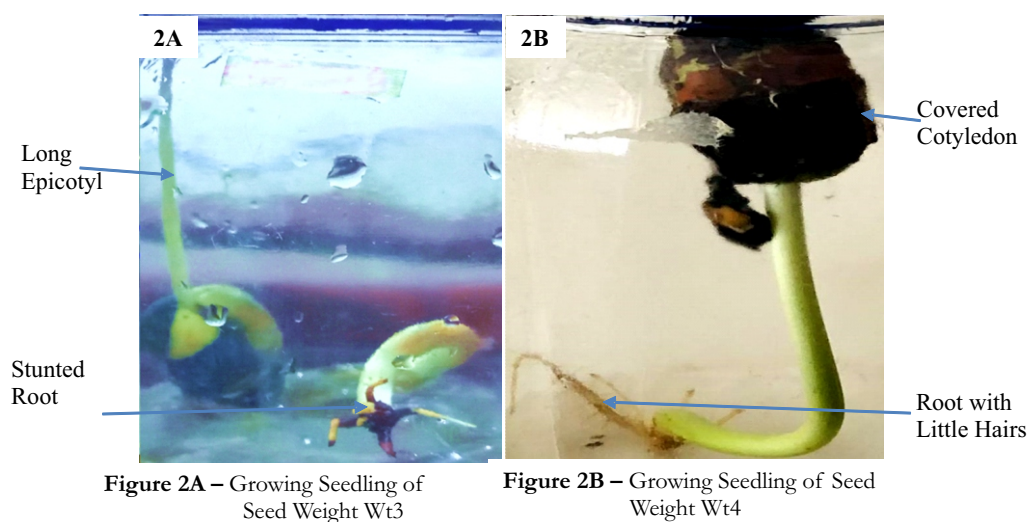 2A
2B
Long
Epicotyl
Covered
Cotyledon
Stunted
Root
Root with
Little Hairs
Figure 2A – Growing Seedling of
Seed Weight Wt3
Figure 2B – Growing Seedling of Seed
Weight Wt4